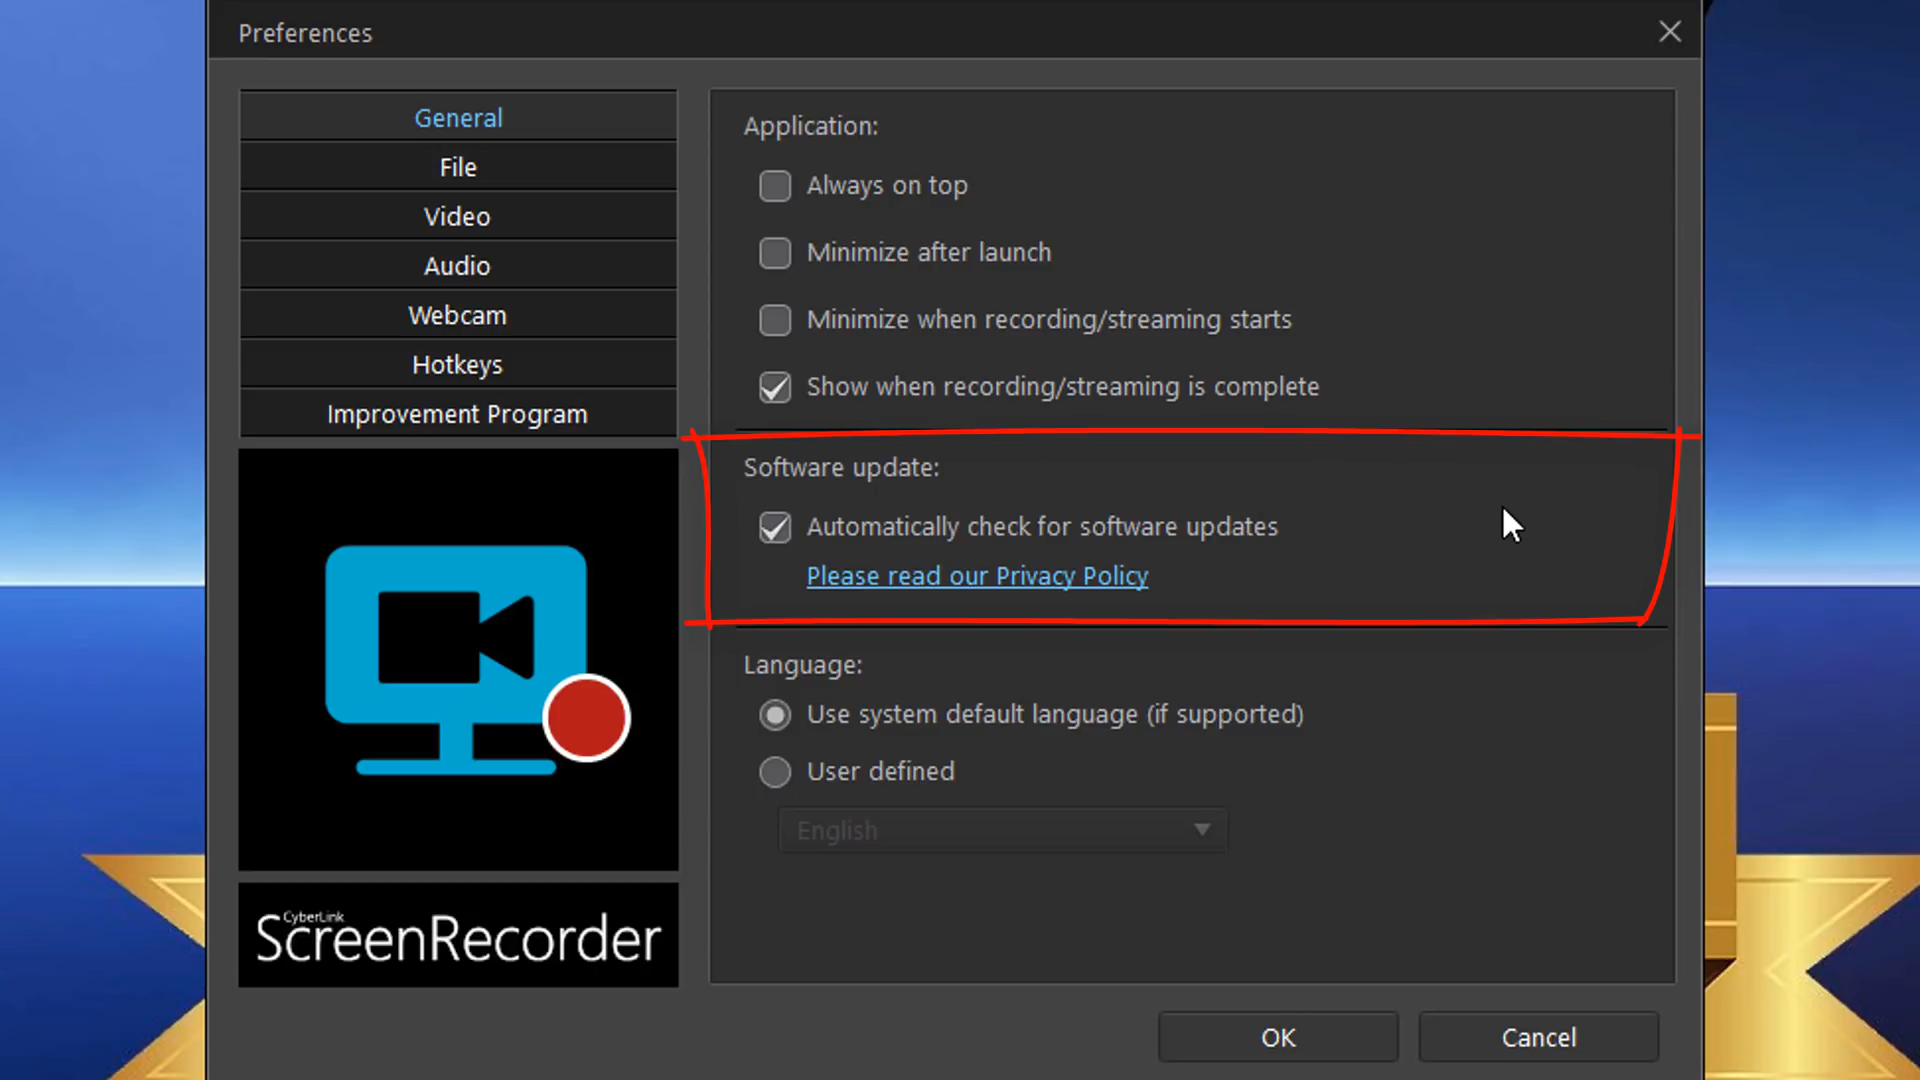 Preferences
General
File
Video
Audio
Webcam
Hotkeys
Improvement Program
CyberLink
ScreenRecorder
Application:
Always on top
Minimize after launch
Minimize when recording/streaming starts
Show when recording/streaming is complete
Software update:
Automatically check for software updates
Please read our Privacy Policy
Language:
Use system default language (if supported)
User defined
English
OK
Cancel